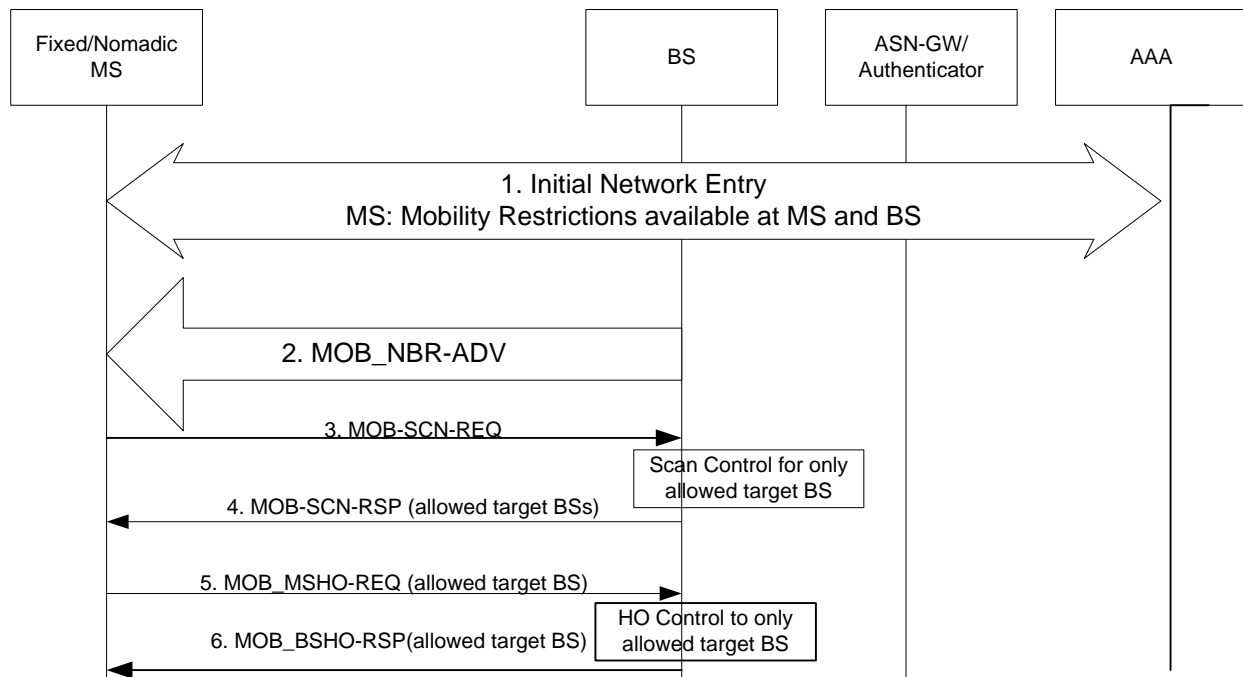 Fixed/Nomadic
MS
BS
ASN-GW/
Authenticator
AAA
1. Initial Network Entry
MS: Mobility Restrictions available at MS and BS
2. MOB_NBR-ADV
3. MOB-SCN-REQ
Scan Control for only
allowed target BS
4. MOB-SCN-RSP (allowed target BSs)
5. MOB_MSHO-REQ (allowed target BS)
HO Control to only
allowed target BS
6. MOB_BSHO-RSP(allowed target BS)